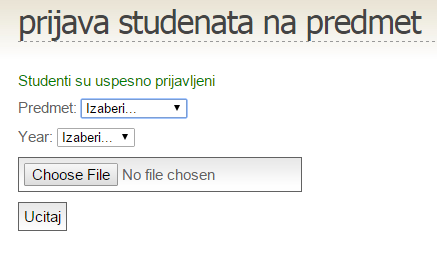 prijava studenata na predmet
Studenti su uspesno prijavljeni
Predmet: Izaberi...
Year: Izaberi...
Choose File No file chosen
Ucitaj